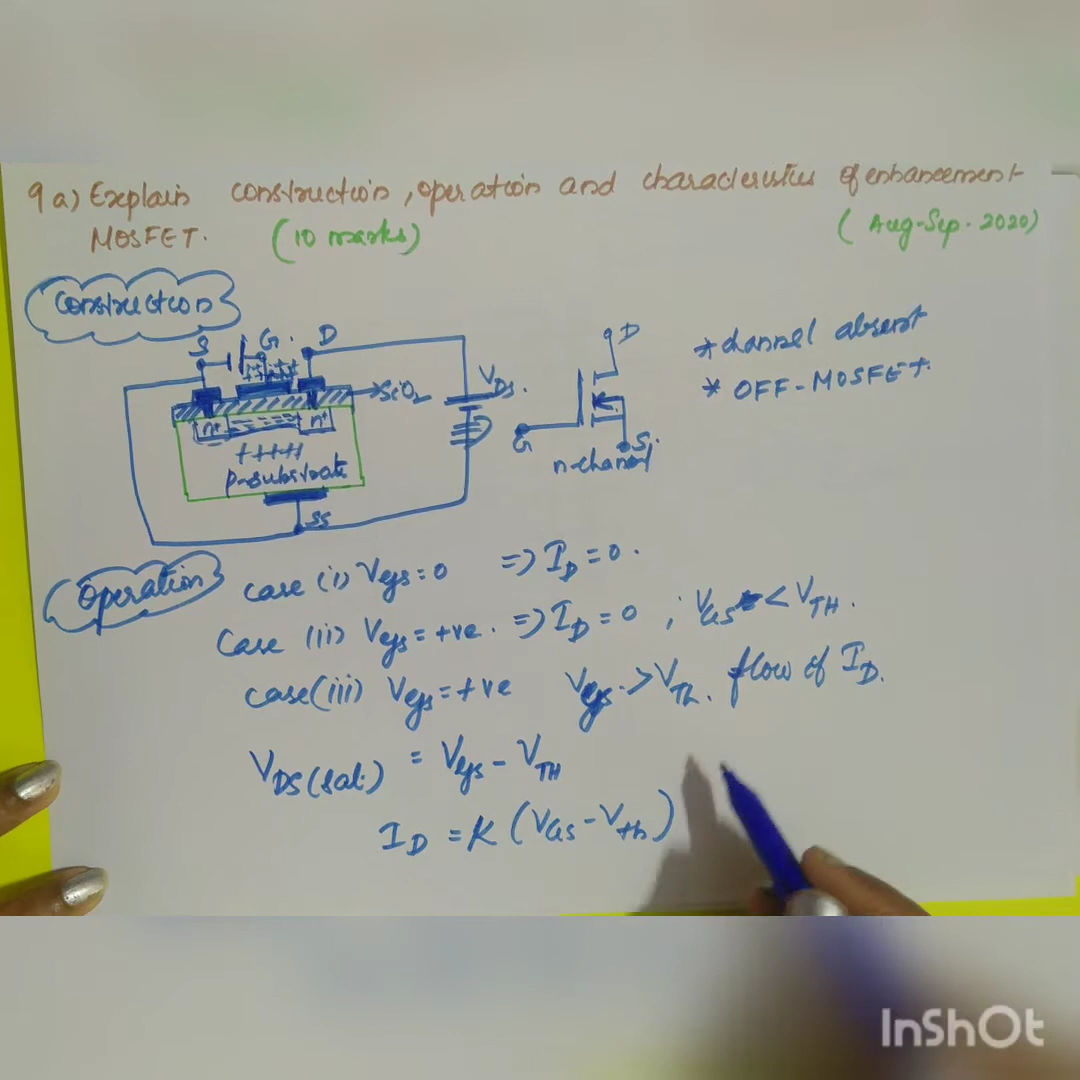 9 a) Explain construction, operation and characteristics of enhancement
MOSFET. (10 marks) (Aug-Sep. 2020)
Construction
S G. D
VDS.
SiO2
n+ n+
++++
p-substrate
SS
D
G
S.
n-channel
* channel absent
* OFF-MOSFET.
Operation
case (i) VGS = 0 => ID = 0.
Case (ii) VGS = +ve. => ID = 0 ; VGS < VTH.
case (iii) VGS = +ve VGS. > VTh. flow of ID.
VDS (sat) = VGS - VTH
ID = K (VGS - Vth)
InShOt